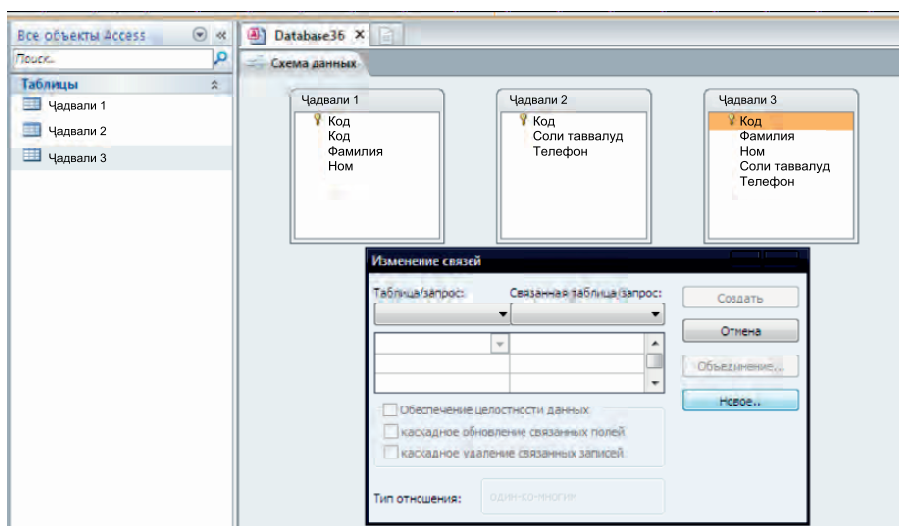 Все объекты Access
Поиск...
Таблицы
Чадвали 1
Чадвали 2
Чадвали 3
Database36
Схема данных
Чадвали 1
Код
Код
Фамилия
Ном
Чадвали 2
Код
Соли таввалуд
Телефон
Чадвали 3
Код
Фамилия
Ном
Соли таввалуд
Телефон
Изменение связей
Таблица/запрос: Связанная таблица/запрос:
Создать
Отмена
Объединение...
Новое..
Обеспечение целостности данных
каскадное обновление связанных полей
каскадное удаление связанных записей
Тип отношения: один-ко-многим